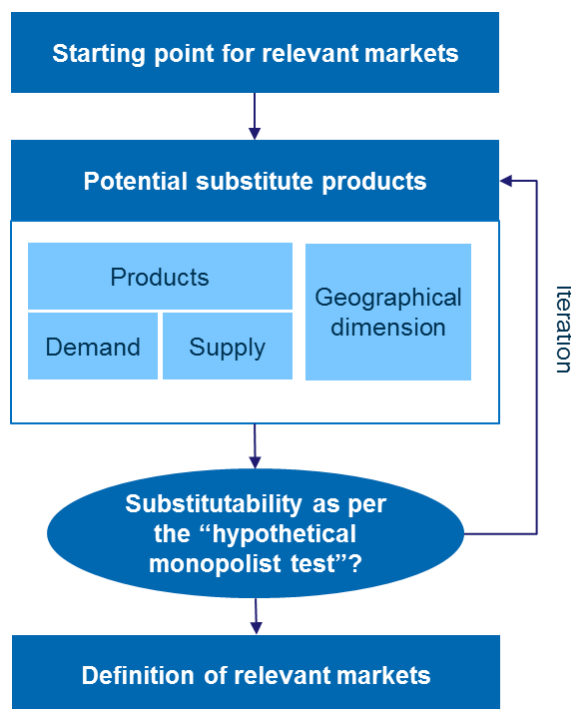 Starting point for relevant markets
Potential substitute products
Products
Demand
Supply
Geographical
dimension
Iteration
Substitutability as per
the “hypothetical
monopolist test”?
Definition of relevant markets